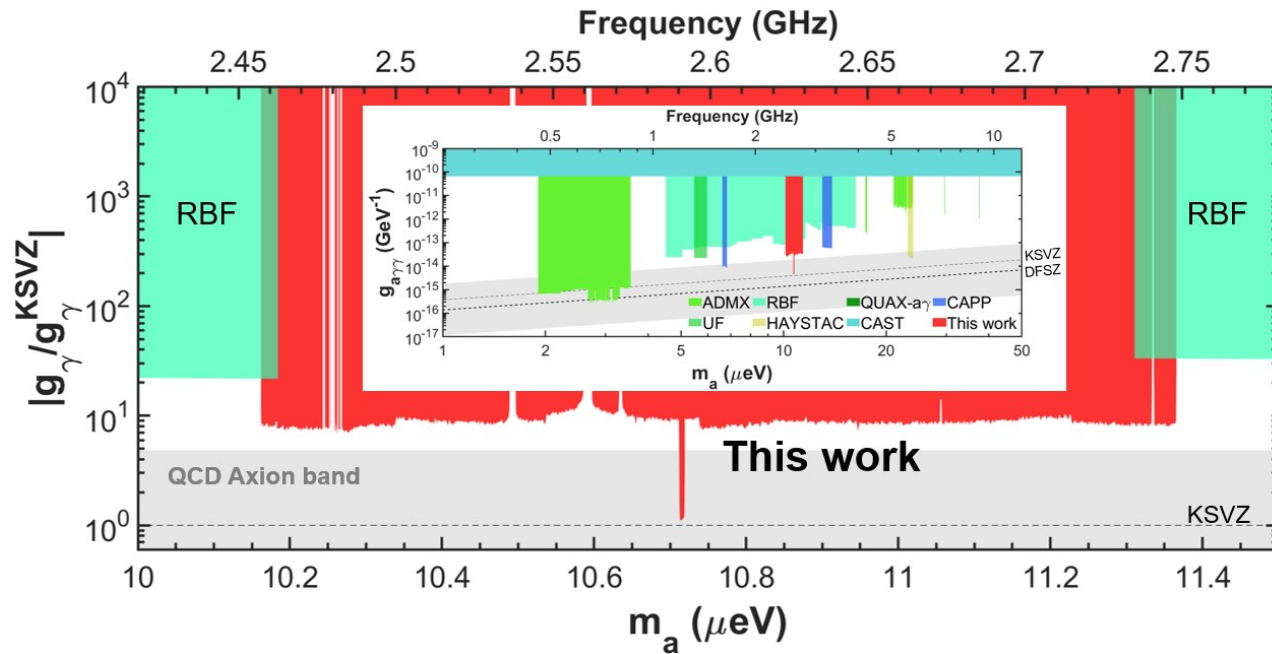 Frequency (GHz)
2.46 2.5 2.56 2.6 2.64 2.7 2.75
|g_γ/g_γ^KSVZ|
10^4
10^3
10^2
10^1
10^0
RBF
RBF
Frequency (GHz)
0.5 1 2 5 10
g_aγγ (GeV^-1)
10^-9
10^-10
10^-11
10^-12
10^-13
10^-14
10^-15
10^-16
10^-17
KSVZ
DFSZ
ADMX RBF QUAX-aγ CAPP
UF HAYSTAC CAST This work
1 2 5 10 20 50
m_a (μeV)
This work
QCD Axion band
KSVZ
10 10.2 10.4 10.6 10.8 11 11.2 11.4
m_a (μeV)